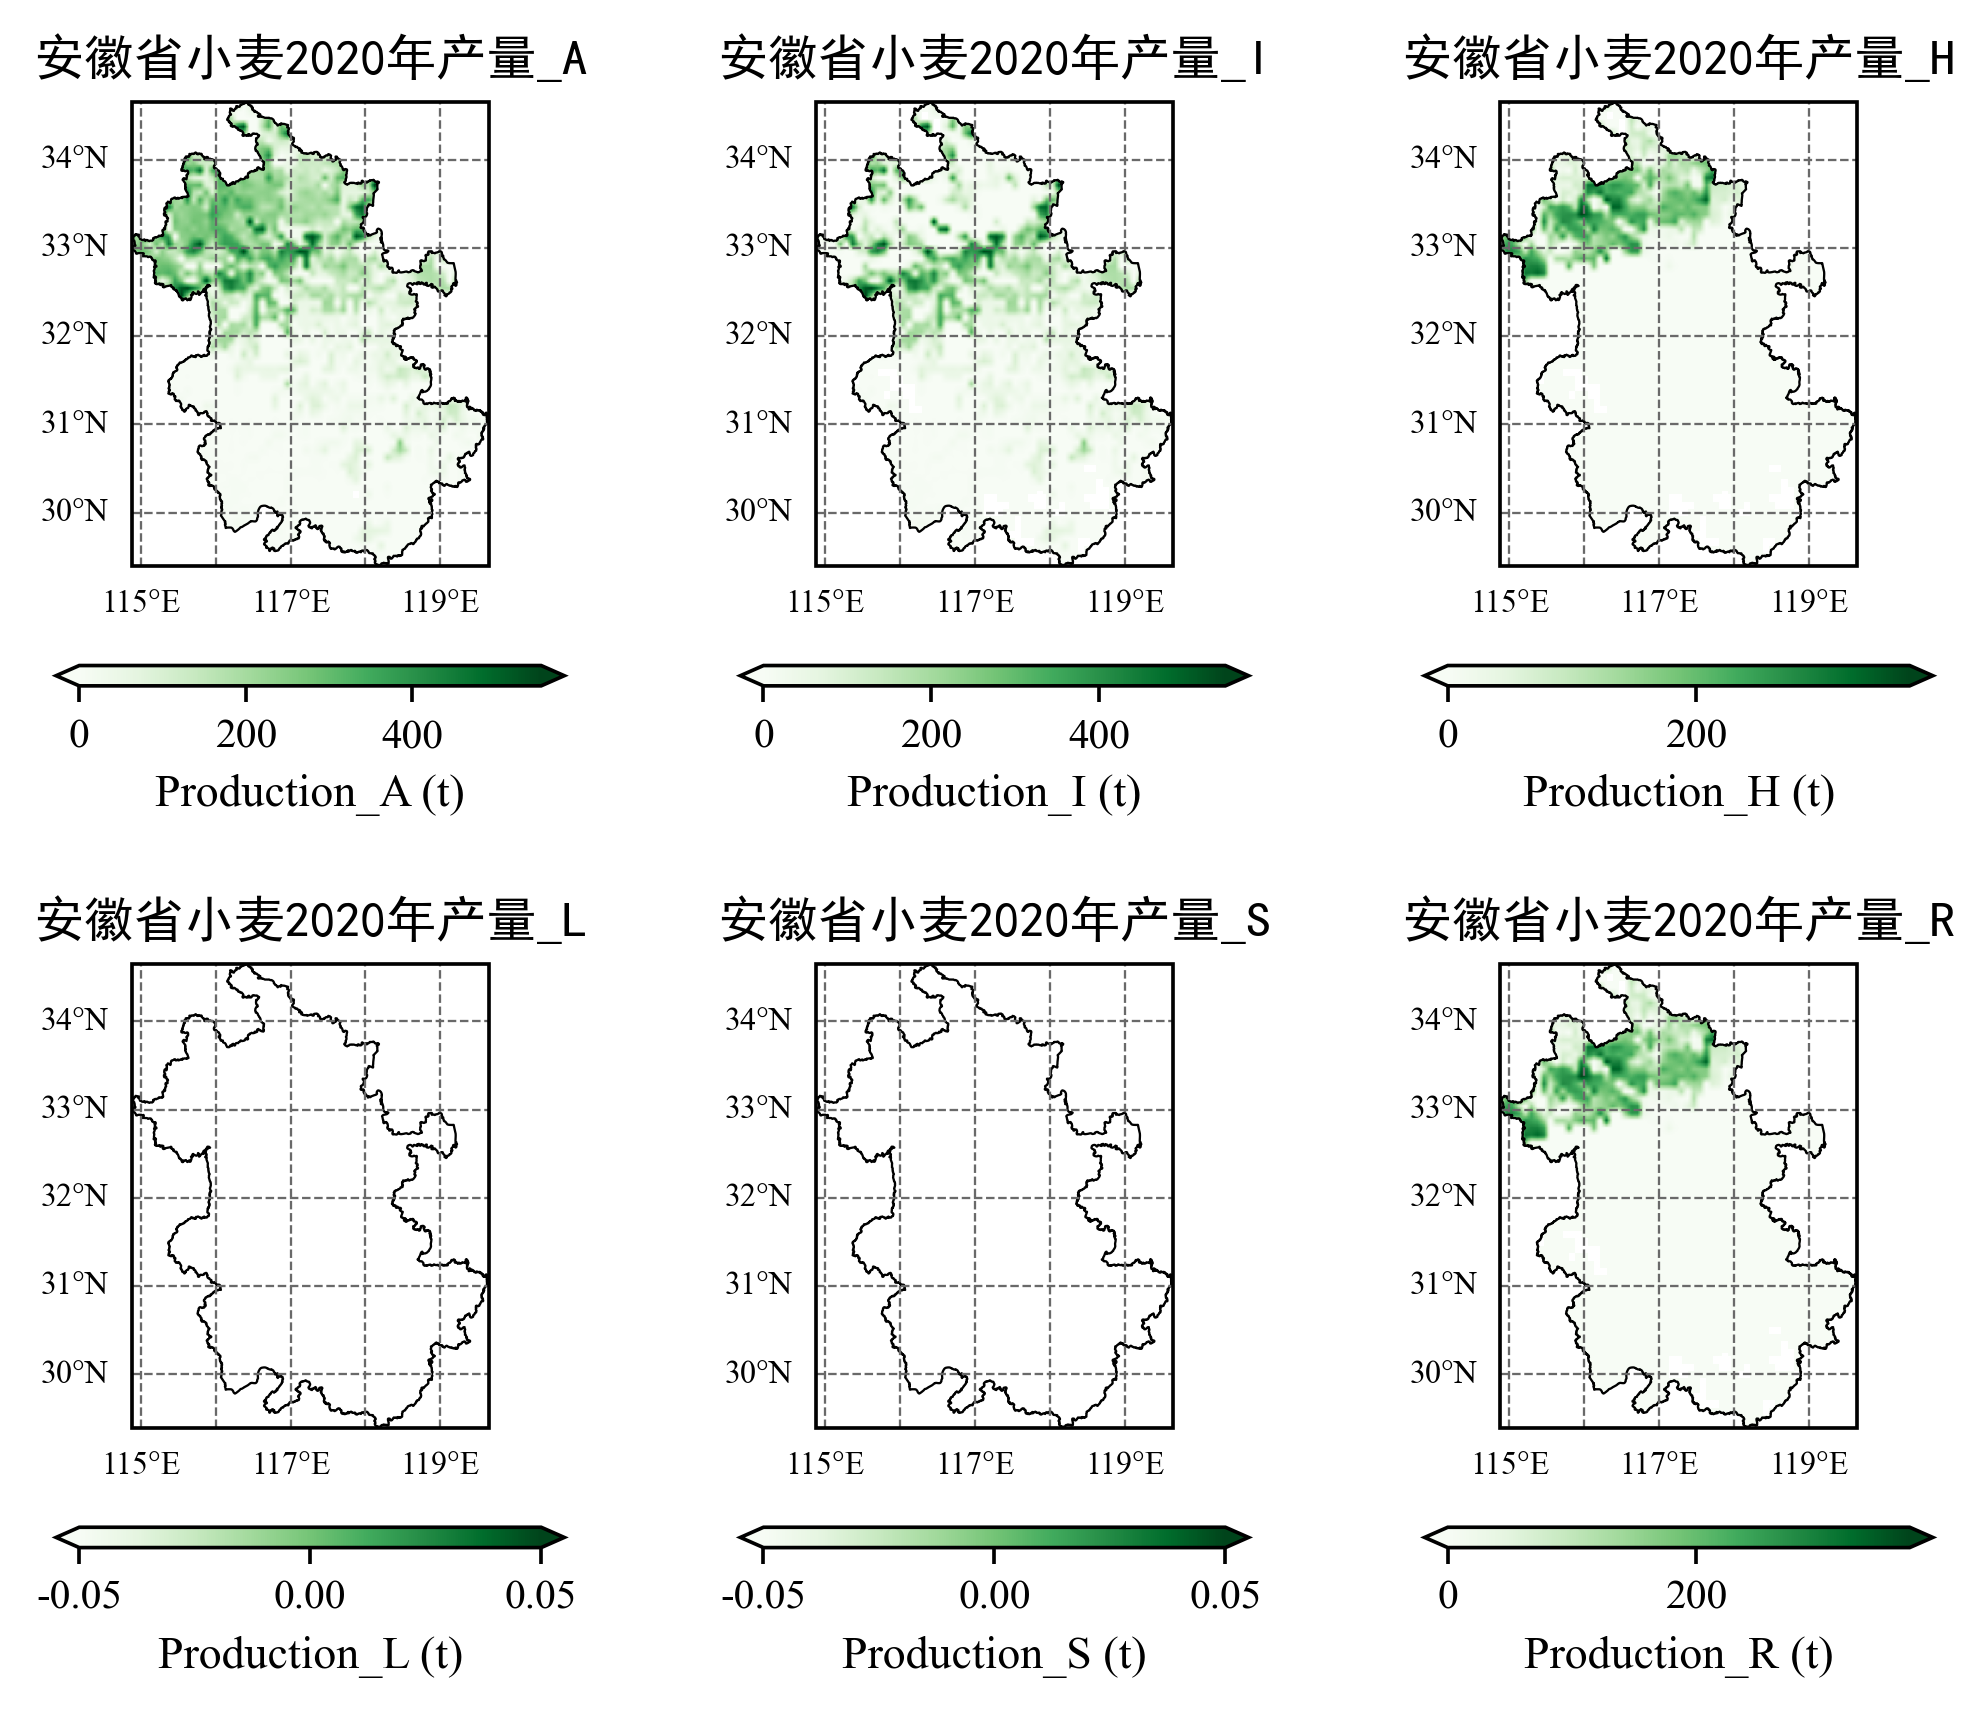 安徽省小麦2020年产量_A
34°N
33°N
32°N
31°N
30°N
115°E 117°E 119°E
0 200 400
Production_A (t)
安徽省小麦2020年产量_I
34°N
33°N
32°N
31°N
30°N
115°E 117°E 119°E
0 200 400
Production_I (t)
安徽省小麦2020年产量_H
34°N
33°N
32°N
31°N
30°N
115°E 117°E 119°E
0 200
Production_H (t)
安徽省小麦2020年产量_L
34°N
33°N
32°N
31°N
30°N
115°E 117°E 119°E
-0.05 0.00 0.05
Production_L (t)
安徽省小麦2020年产量_S
34°N
33°N
32°N
31°N
30°N
115°E 117°E 119°E
-0.05 0.00 0.05
Production_S (t)
安徽省小麦2020年产量_R
34°N
33°N
32°N
31°N
30°N
115°E 117°E 119°E
0 200
Production_R (t)